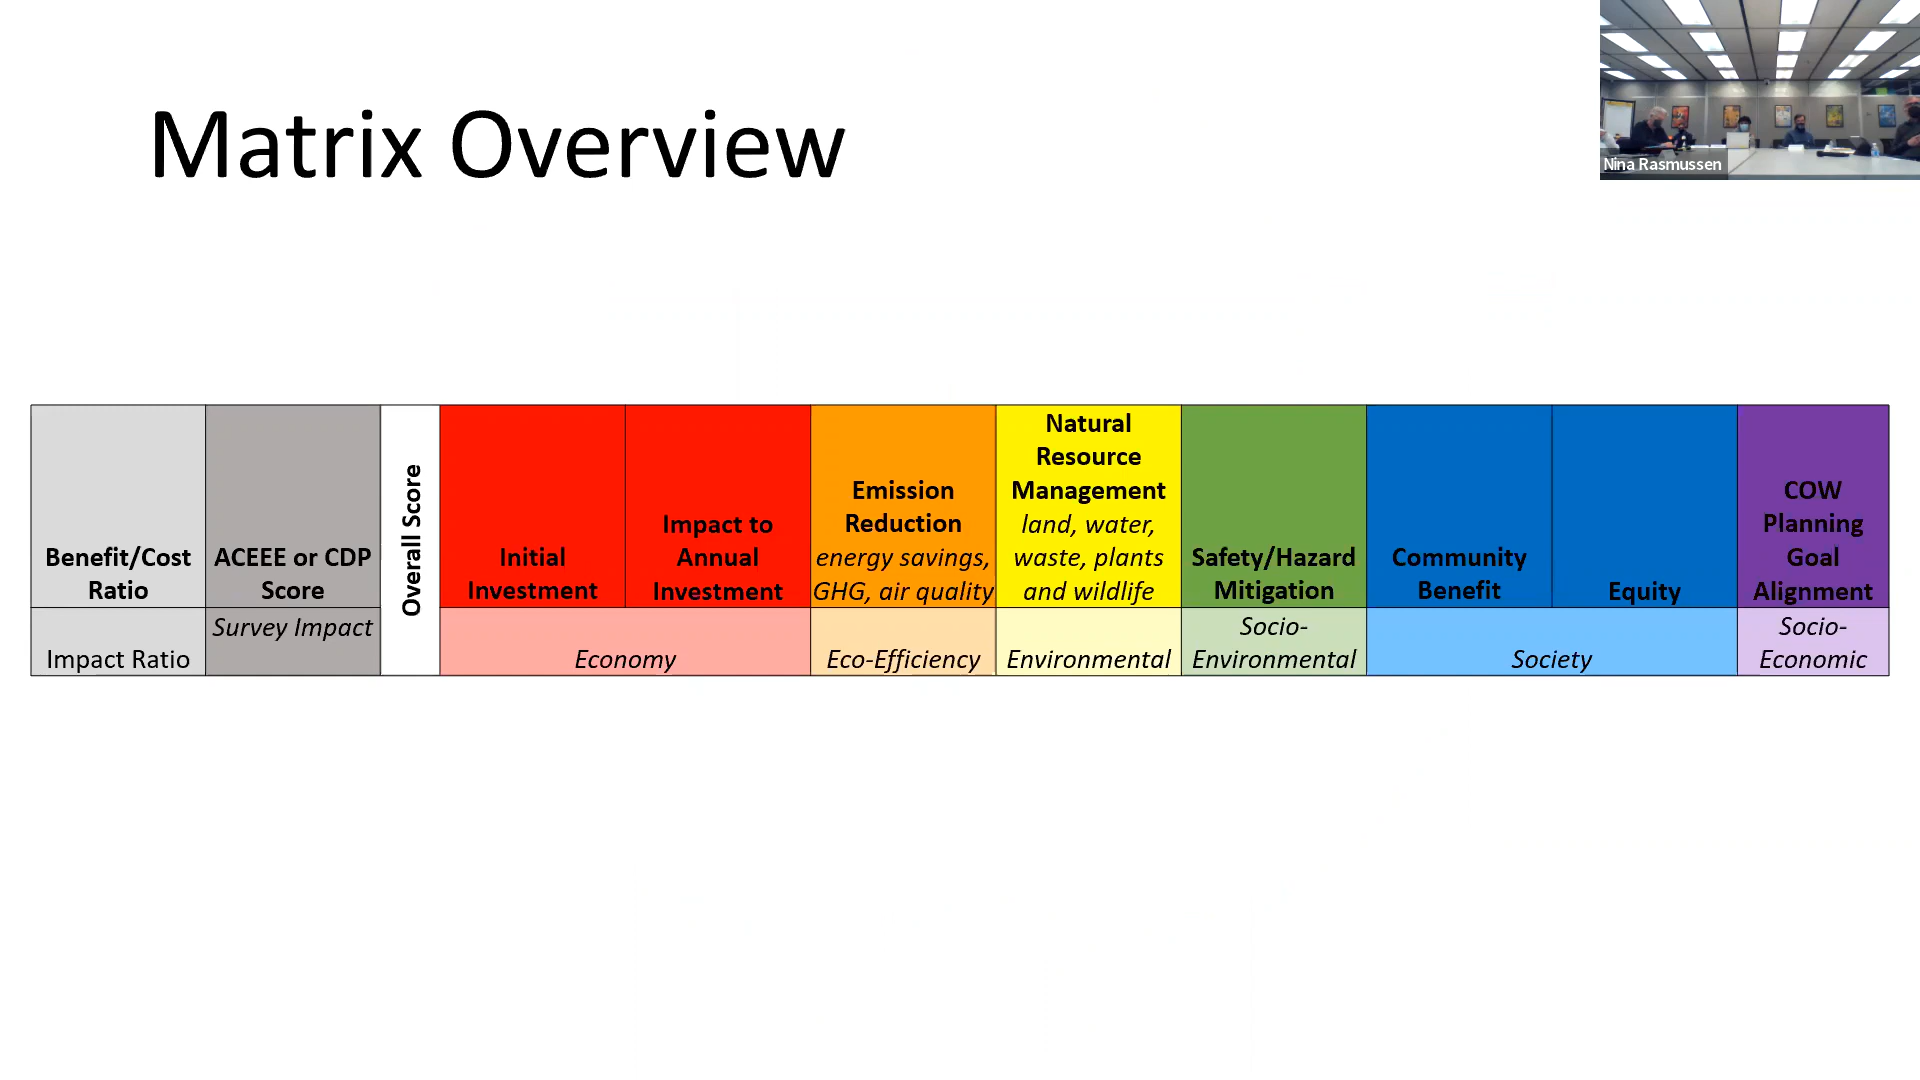 Matrix Overview
Nina Rasmussen
Benefit/Cost
Ratio
ACEEE or CDP
Score
Overall Score
Initial
Investment
Impact to
Annual
Investment
Emission
Reduction
energy savings,
GHG, air quality
Natural
Resource
Management
land, water,
waste, plants
and wildlife
Safety/Hazard
Mitigation
Community
Benefit
Equity
COW
Planning
Goal
Alignment
Impact Ratio
Survey Impact
Economy
Eco-Efficiency
Environmental
Socio-
Environmental
Society
Socio-
Economic